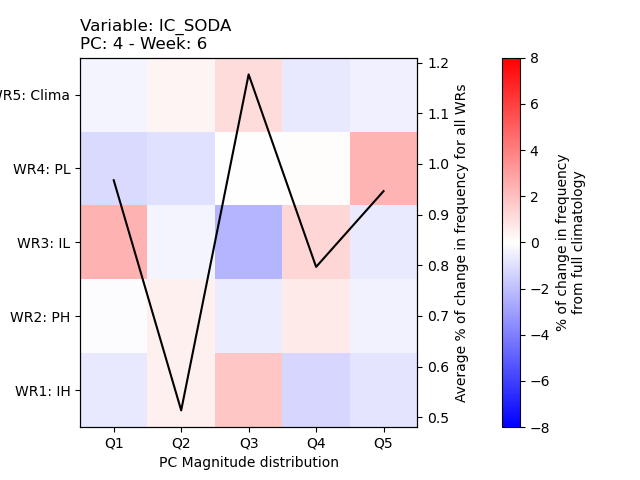 Variable: IC_SODA
PC: 4 - Week: 6
R5: Clima
WR4: PL
WR3: IL
WR2: PH
WR1: IH
Q1 Q2 Q3 Q4 Q5
PC Magnitude distribution
1.2
1.1
1.0
0.9
0.8
0.7
0.6
0.5
Average % of change in frequency for all WRs
8
6
4
2
0
−2
−4
−6
−8
% of change in frequency
from full climatology